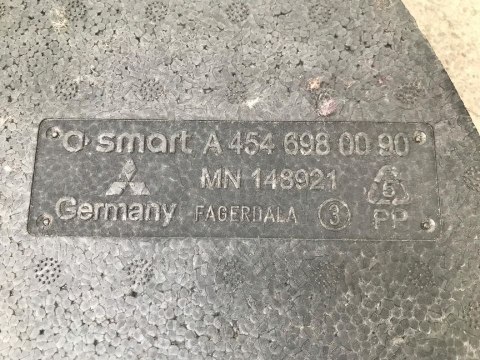 smart A 454 698 00 90
MN 148921
5
Germany FAGERDALA 3 PP